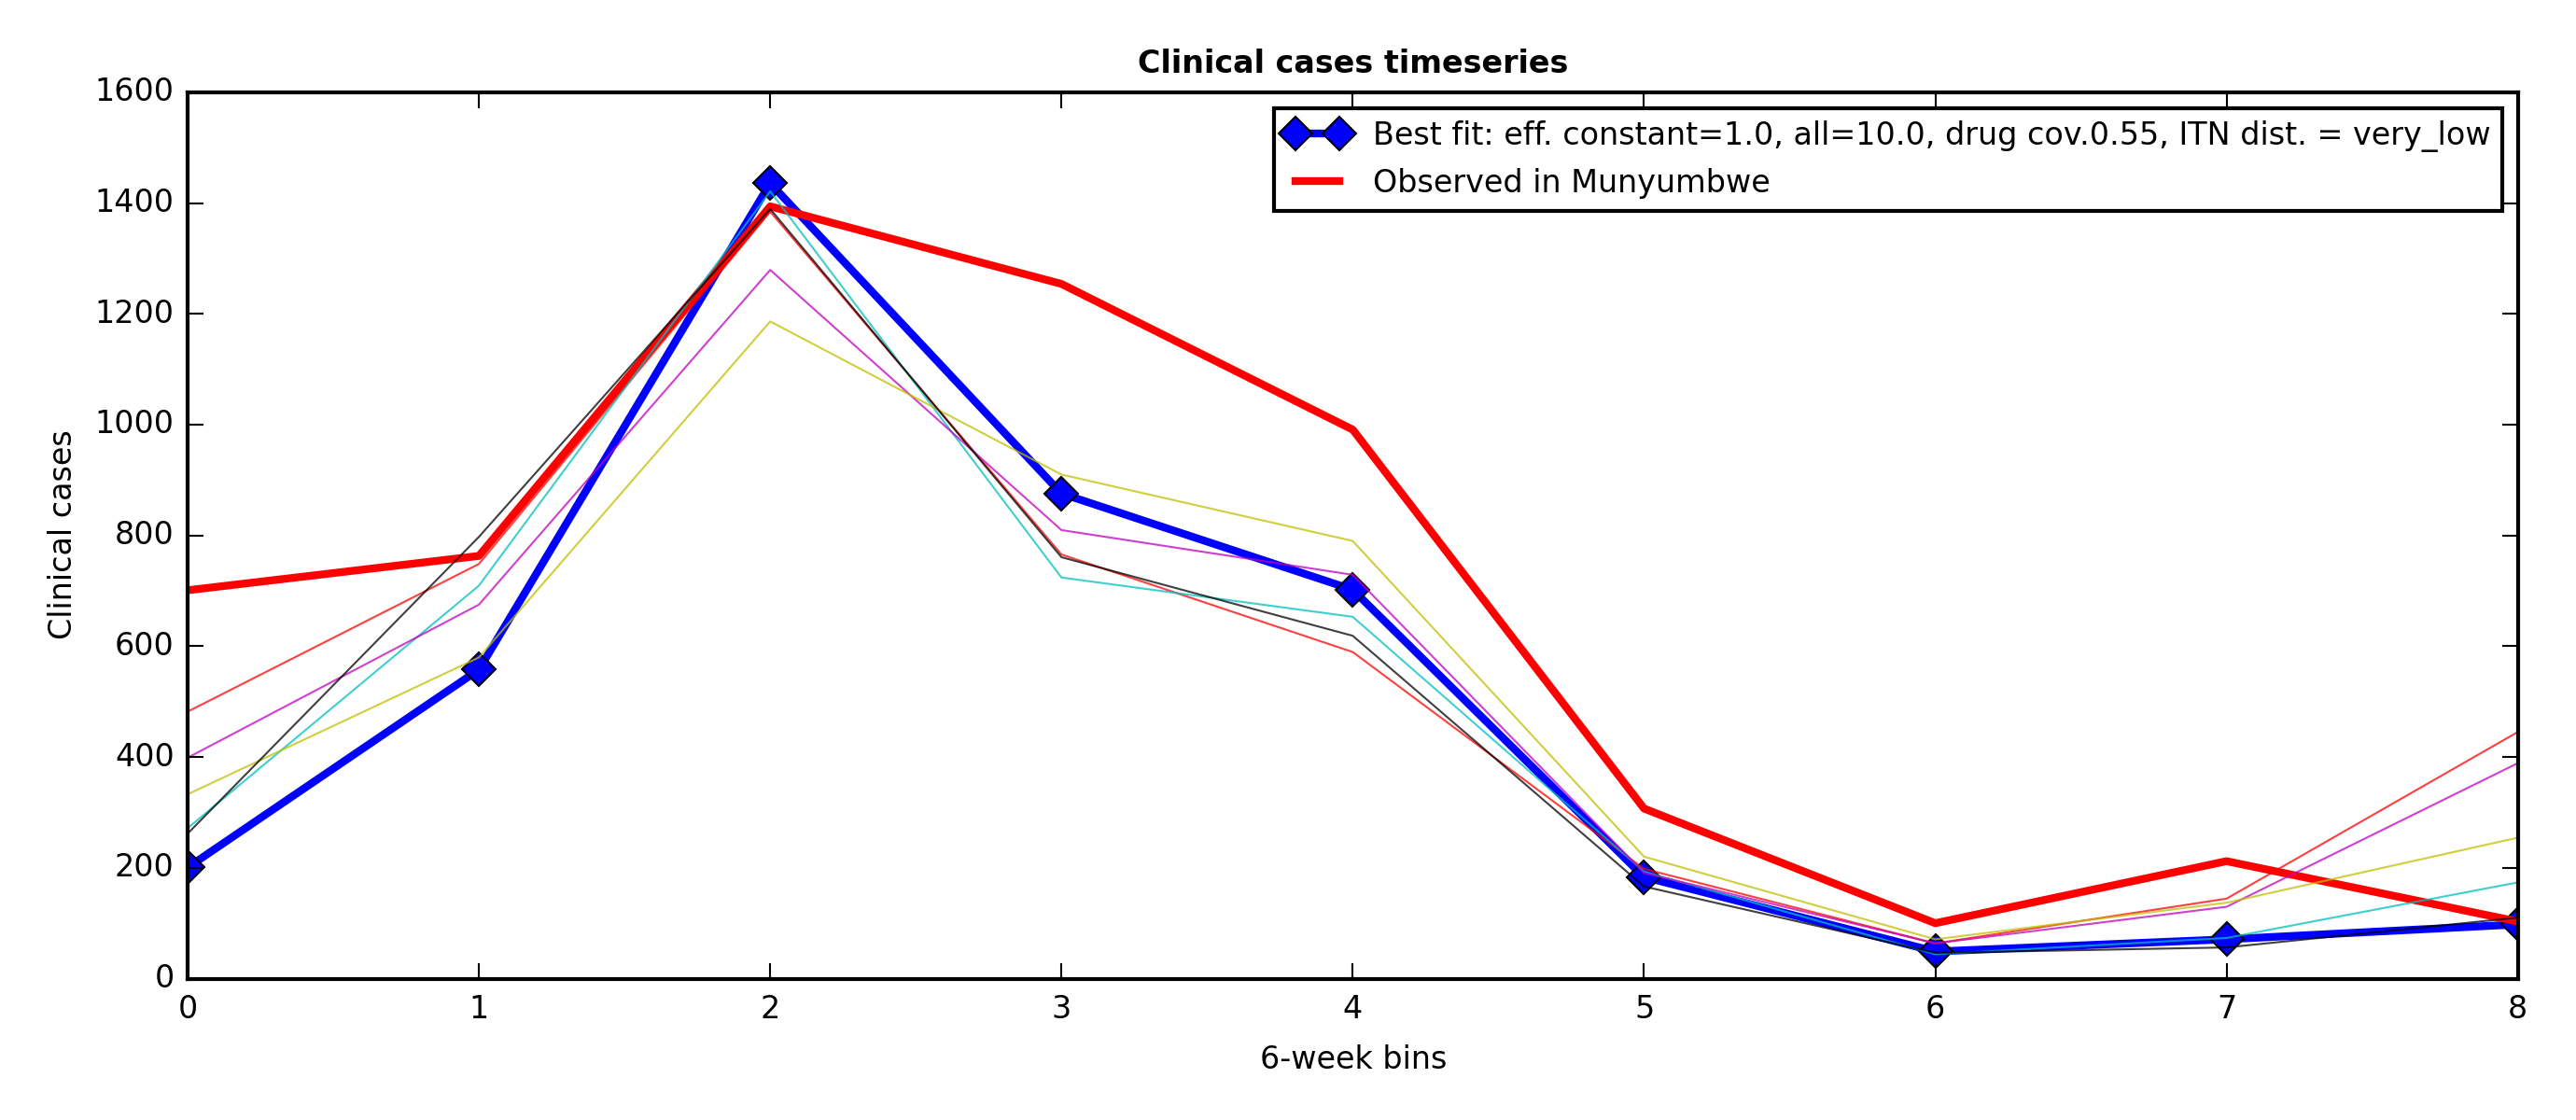 Clinical cases timeseries
1600
1400
1200
1000
800
600
400
200
0
Clinical cases
Best fit: eff. constant=1.0, all=10.0, drug cov.0.55, ITN dist. = very_low
Observed in Munyumbwe
0 1 2 3 4 5 6 7 8
6-week bins